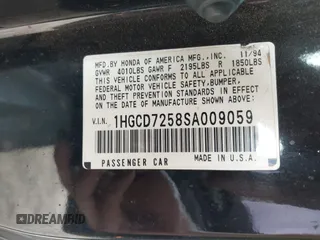 MFD.BY HONDA OF AMERICA MFG.,INC. 11/94
GVWR 4010LBS GAWR F 2195LBS R 1850LBS
THIS VEHICLE CONFORMS TO ALL APPLICABLE
FEDERAL MOTOR VEHICLE SAFETY,BUMPER,
AND THEFT PREVENTION STANDARDS IN EFFECT
ON THE DATE OF MANUFACTURE SHOWN ABOVE.
V.I.N. 1HGCD7258SA009059
PASSENGER CAR MADE IN U.S.A.
DREAMBID